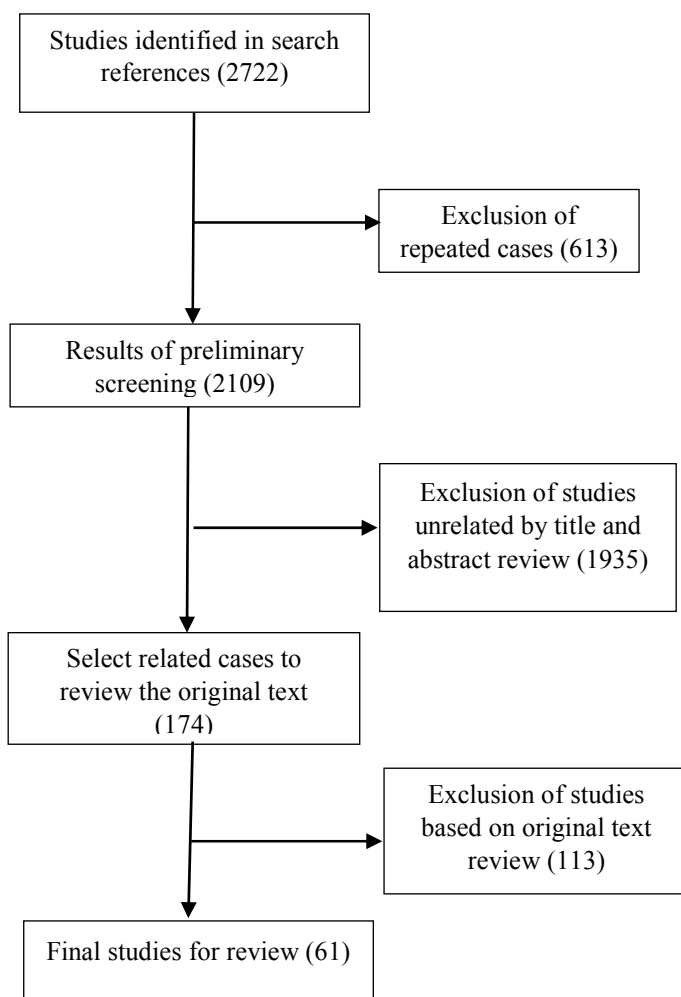 Studies identified in search
references (2722)
Exclusion of
repeated cases (613)
Results of preliminary
screening (2109)
Exclusion of studies
unrelated by title and
abstract review (1935)
Select related cases to
review the original text
(174)
Exclusion of studies
based on original text
review (113)
Final studies for review (61)